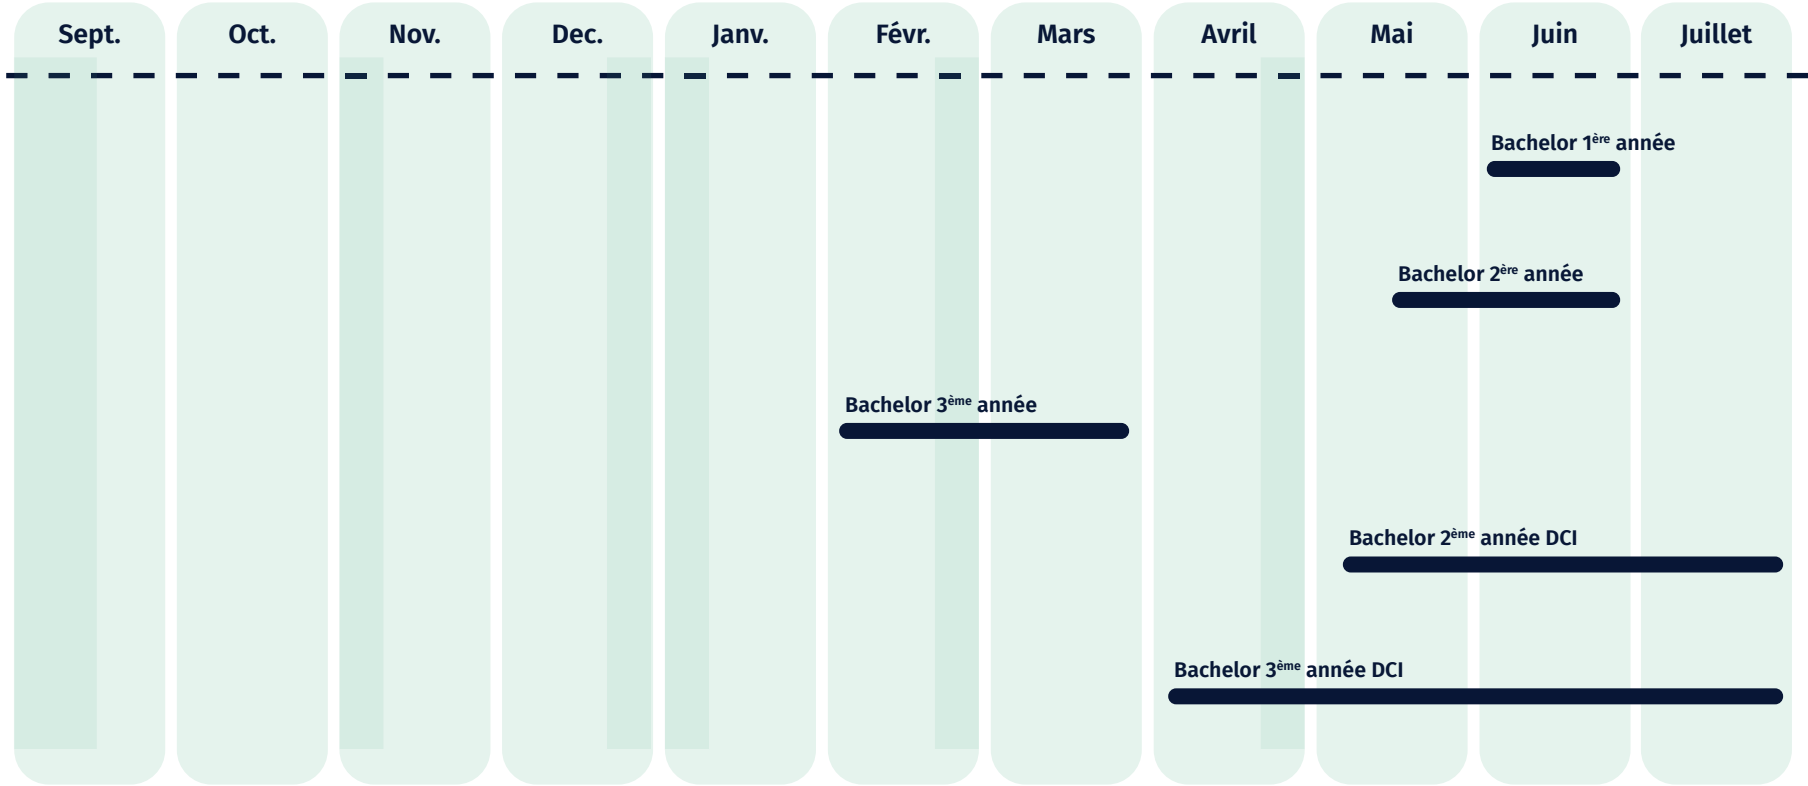 Sept. Oct. Nov. Dec. Janv. Févr. Mars Avril Mai Juin Juillet
Bachelor 1ère année
Bachelor 2ère année
Bachelor 3ème année
Bachelor 2ème année DCI
Bachelor 3ème année DCI